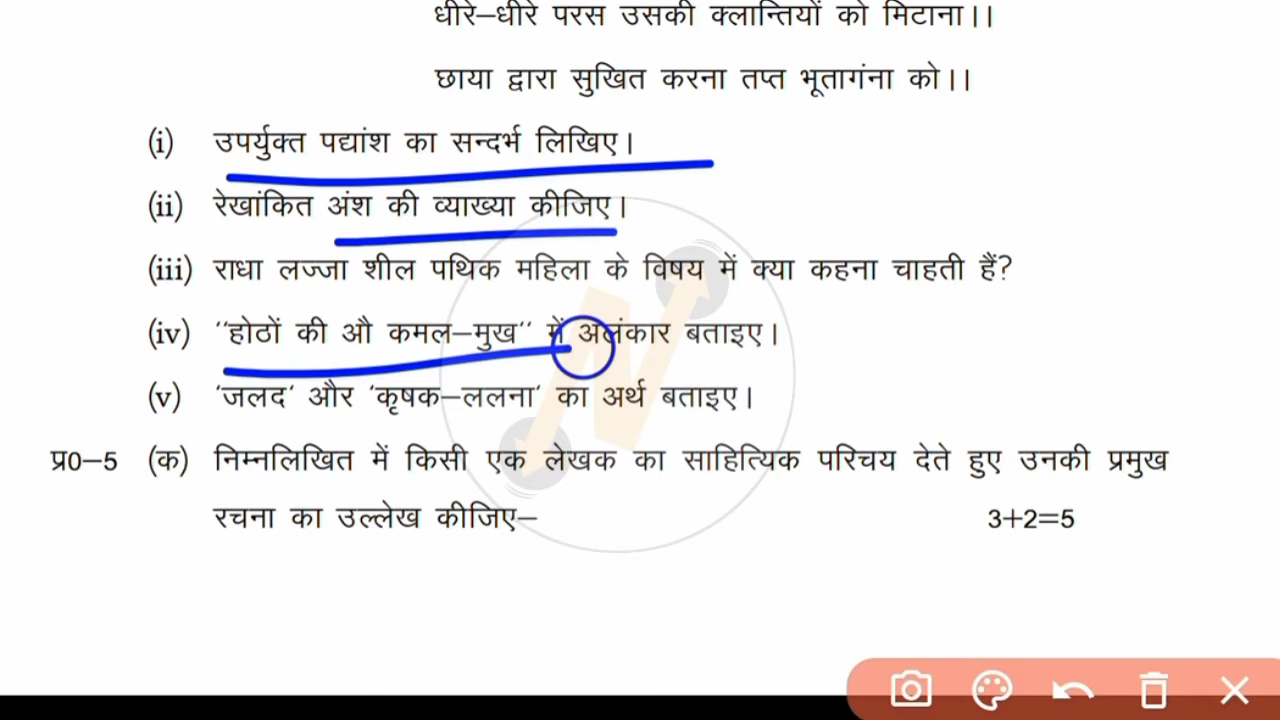 धीरे–धीरे परस उसकी क्लान्तियों को मिटाना।।
छाया द्वारा सुखित करना तप्त भूतागंना को।।
(i) उपर्युक्त पद्यांश का सन्दर्भ लिखिए।
(ii) रेखांकित अंश की व्याख्या कीजिए।
(iii) राधा लज्जा शील पथिक महिला के विषय में क्या कहना चाहती हैं?
(iv) ''होठों की औ कमल–मुख'' में अलंकार बताइए।
(v) 'जलद' और 'कृषक–ललना' का अर्थ बताइए।
प्र0–5 (क) निम्नलिखित में किसी एक लेखक का साहित्यिक परिचय देते हुए उनकी प्रमुख
रचना का उल्लेख कीजिए– 3+2=5